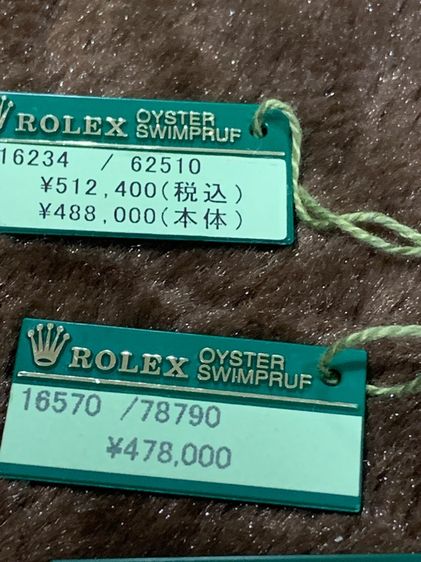 ROLEX OYSTER SWIMPRUF
16234 / 62510
¥512,400(税込)
¥488,000(本体)
ROLEX OYSTER SWIMPRUF
16570 /78790
¥478,000